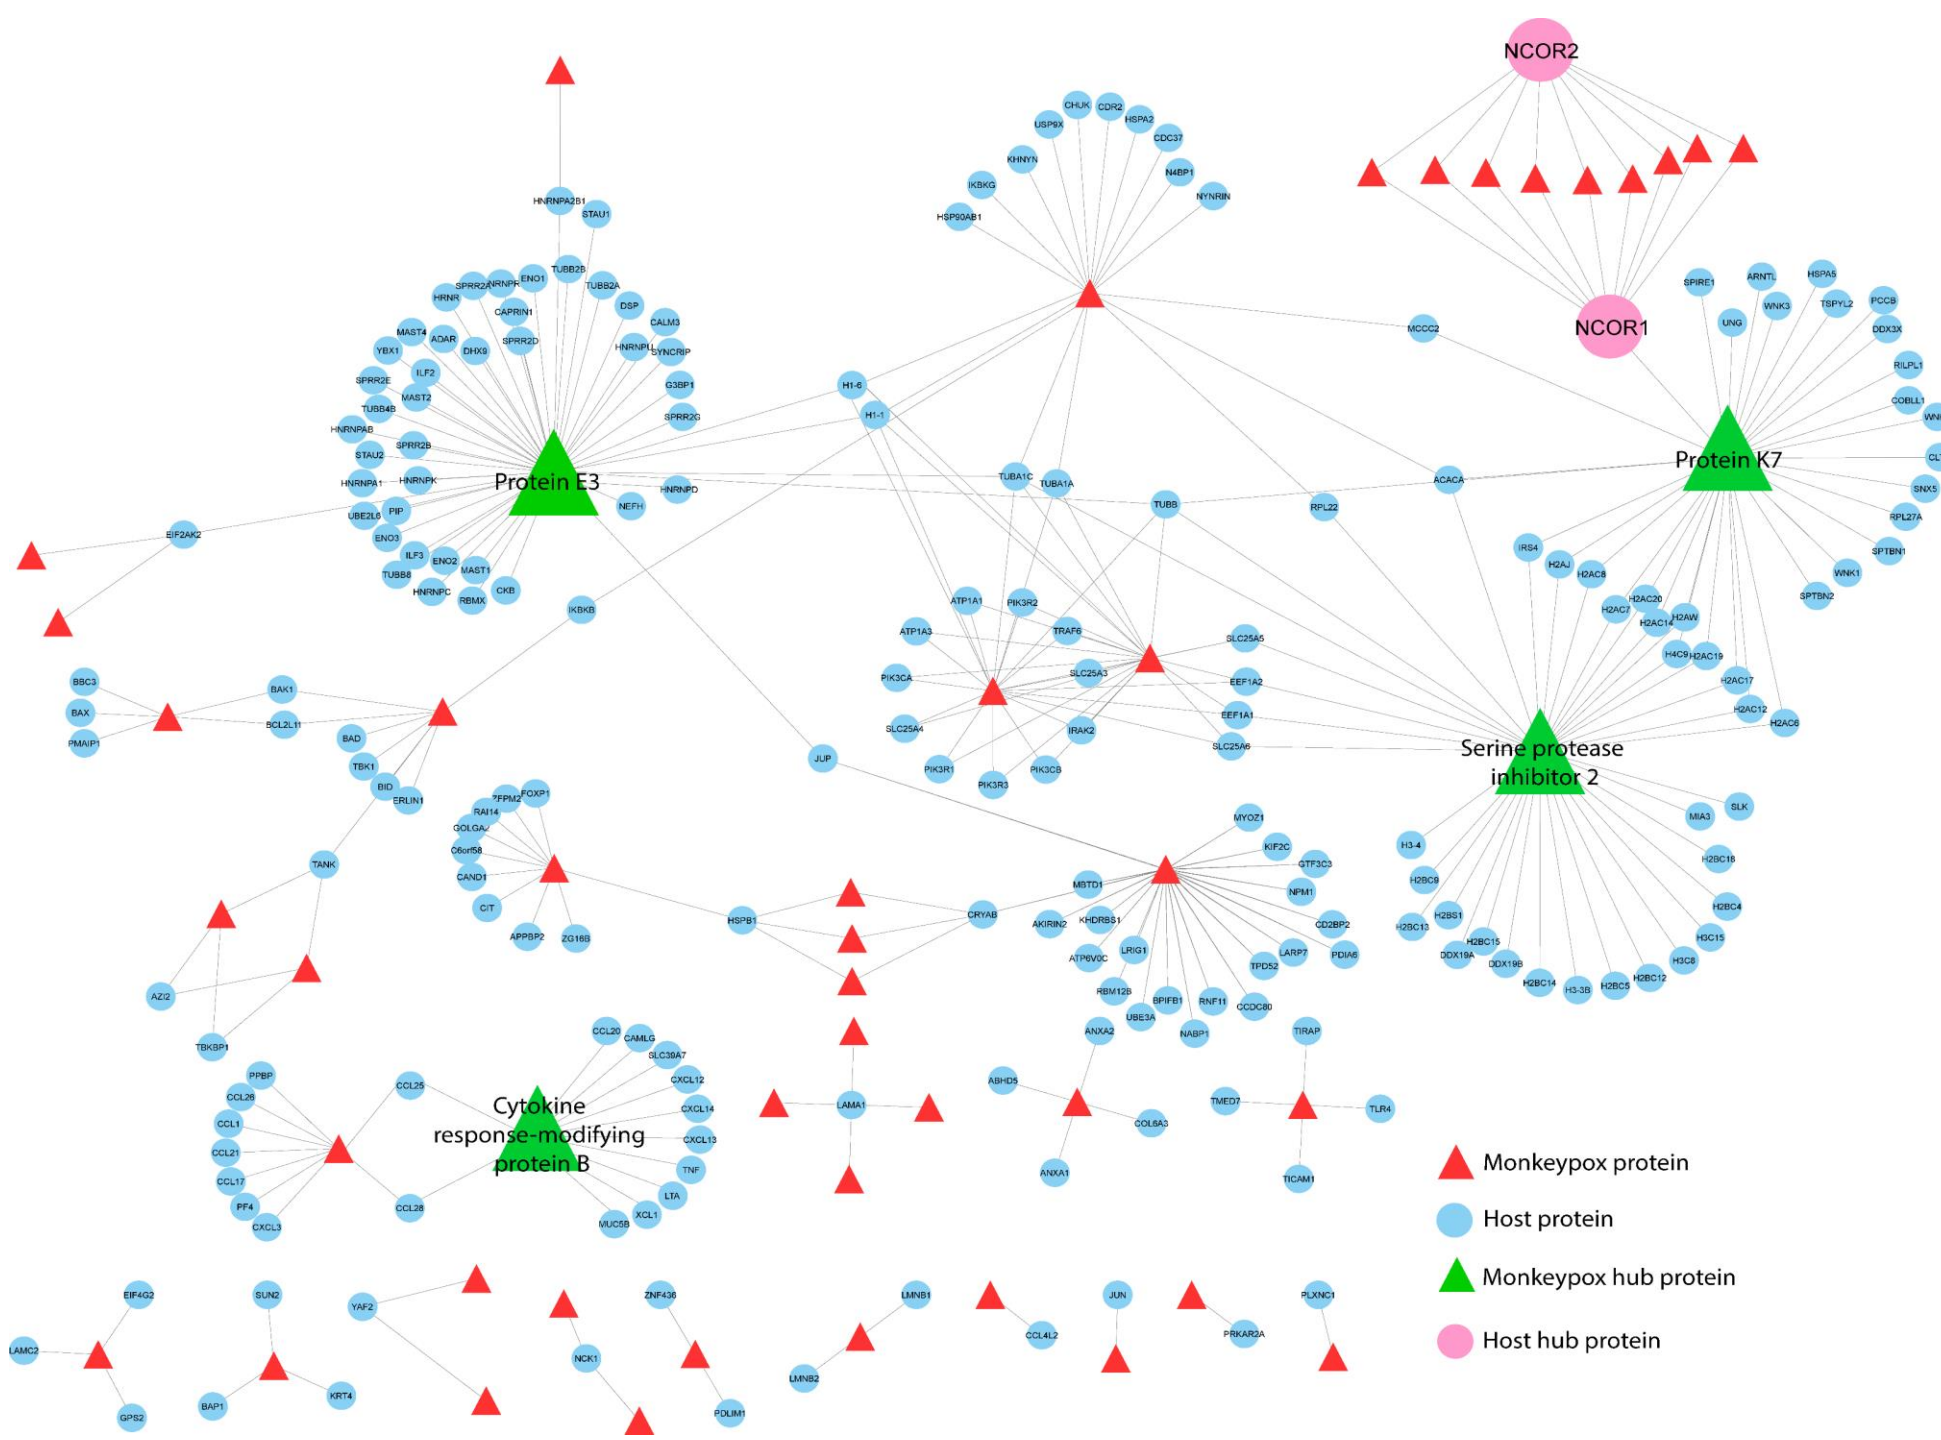 NCOR2
CHUK
CDR2
USP9X
HSPA2
CDC37
KHNYN
N4BP1
IKBKG
NYNRIN
HSP90AB1
HNRNPA2B1
STAU1
TUBB2B
ENO1
SPRR2A
TUBB2A
HRNR
DSP
CAPRIN1
CALM3
MAST4
ADAR
SPRR2D
HNRNPU
SYNCRIP
YBX1
DHX9
ILF2
SPRR2E
G3BP1
MAST2
TUBB4B
SPRR2G
HNRNPAB
SPRR2B
STAU2
HNRNPA1
HNRNPK
Protein E3
HNRNPD
NEFH
UBE2L6
PIP
ENO3
ILF3
ENO2
TUBB8
MAST1
HNRNPC
RBMX
CKB
EIF2AK2
H1-6
H1-1
MCCC2
NCOR1
SPIRE1
ARNTL
HSPA5
WNK3
TSPYL2
PCCB
UNG
DDX3X
RILPL1
COBLL1
Protein K7
SNX5
RPL27A
SPTBN1
WNK1
SPTBN2
TUBA1C
TUBA1A
TUBB
RPL22
ACACA
IRS4
H2AJ
H2AC8
H2AC20
H2AC7
H2AC14
H2AW
H4C9
H2AC19
H2AC17
H2AC12
H2AC6
IKBKB
ATP1A1
PIK3R2
ATP1A3
TRAF6
SLC25A5
PIK3CA
SLC25A3
EEF1A2
EEF1A1
SLC25A4
IRAK2
SLC25A6
PIK3R1
PIK3R3
PIK3CB
Serine protease
inhibitor 2
BBC3
BAK1
BAX
BCL2L11
PMAIP1
BAD
TBK1
BID
ERLIN1
JUP
TANK
FOXP1
ZFPM2
RAI14
C6orf58
CAND1
CIT
APPBP2
ZG16B
HSPB1
CRYAB
MYOZ1
KIF2C
GTF3C3
MBTD1
NPM1
AKIRIN2
KHDRBS1
CD2BP2
LRIG1
LARP7
PDIA6
ATP6V0C
TPD52
RBM12B
BPIFB1
RNF11
CCDC80
UBE3A
NABP1
SLK
MIA3
H3-4
H2BC18
H2BC9
H2BC4
H2BS1
H2BC13
H3C15
H2BC15
DDX19A
DDX19B
H3C8
H2BC14
H3-3B
H2BC5
H2BC12
AZI2
TBKBP1
PPBP
CCL26
CCL1
CCL21
CCL17
PF4
CXCL3
CCL25
CCL28
CCL20
CAMLG
SLC39A7
CXCL12
CXCL14
CXCL13
TNF
LTA
XCL1
MUC5B
Cytokine
response-modifying
protein B
LAMA1
ANXA2
ABHD5
COL6A3
ANXA1
TIRAP
TMED7
TLR4
TICAM1
Monkeypox protein
Host protein
Monkeypox hub protein
Host hub protein
EIF4G2
LAMC2
GPS2
SUN2
BAP1
KRT4
YAF2
NCK1
ZNF436
PDLIM1
LMNB1
LMNB2
CCL4L2
JUN
PRKAR2A
PLXNC1